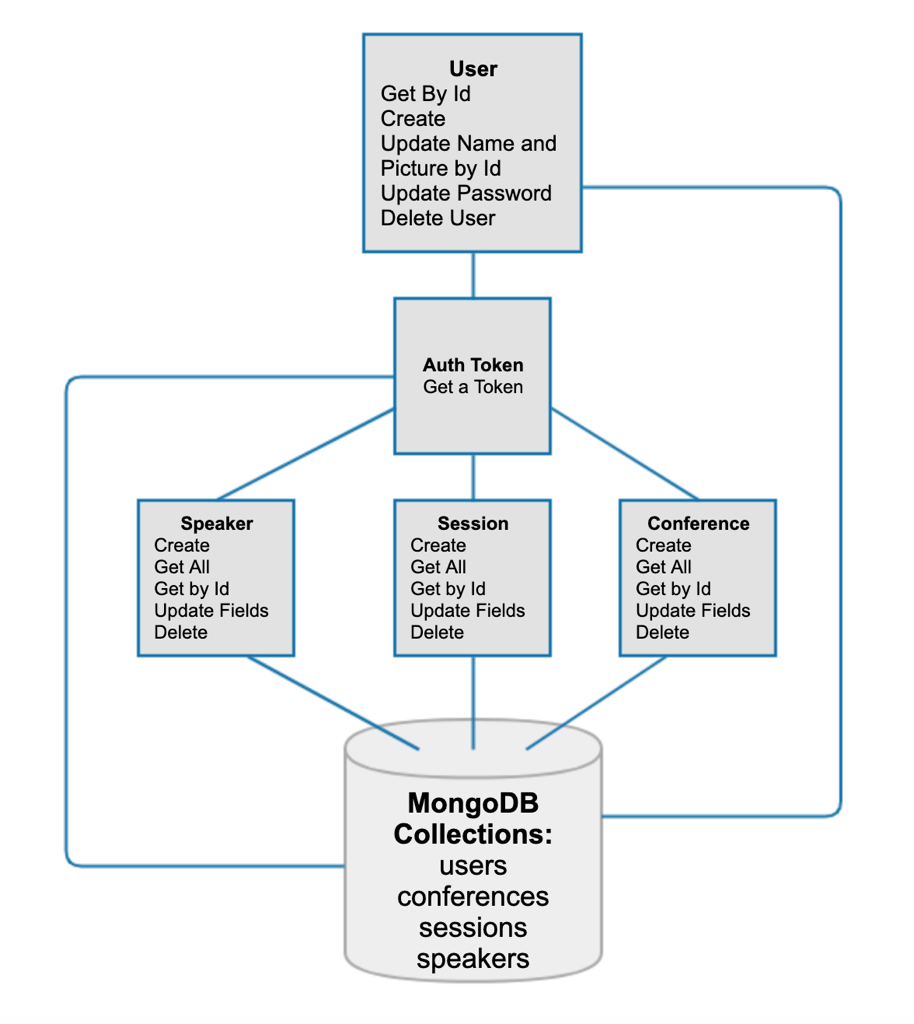 User
Get By Id
Create
Update Name and
Picture by Id
Update Password
Delete User
Auth Token
Get a Token
Speaker
Create
Get All
Get by Id
Update Fields
Delete
Session
Create
Get All
Get by Id
Update Fields
Delete
Conference
Create
Get All
Get by Id
Update Fields
Delete
MongoDB
Collections:
users
conferences
sessions
speakers